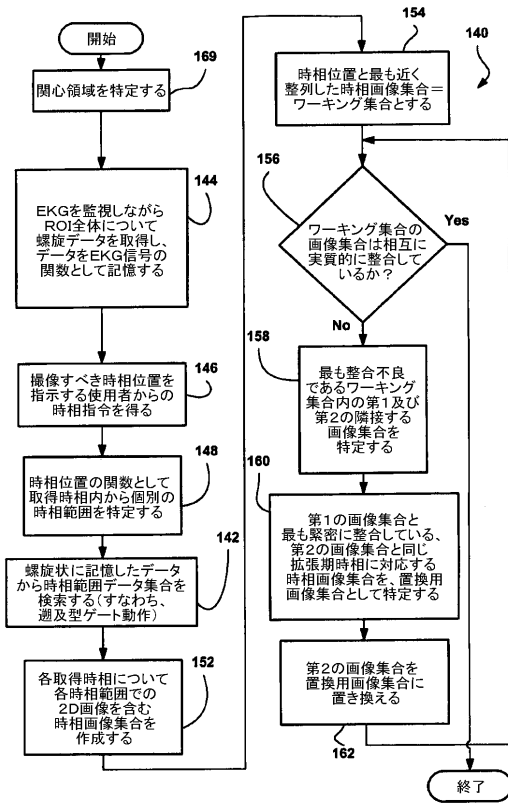 開始
169
関心領域を特定する
144
EKGを監視しながら
ROI全体について
螺旋データを取得し、
データをEKG信号の
関数として記憶する
146
撮像すべき時相位置を
指示する使用者からの
時相指令を得る
148
時相位置の関数として
取得時相内から個別の
時相範囲を特定する
142
螺旋状に記憶したデータ
から時相範囲データ集合を
検索する(すなわち、
遡及型ゲート動作)
152
各取得時相について
各時相範囲での
2D画像を含む
時相画像集合を
作成する
154
140
時相位置と最も近く
整列した時相画像集合=
ワーキング集合とする
156
ワーキング集合の
画像集合は相互に
実質的に整合して
いるか?
Yes
No
158
最も整合不良
であるワーキング
集合内の第1及び
第2の隣接する
画像集合を
特定する
160
第1の画像集合と
最も緊密に整合している、
第2の画像集合と同じ
拡張期時相に対応する
時相画像集合を、置換用
画像集合として特定する
第2の画像集合を
置換用画像集合に
置き換える
162
終了